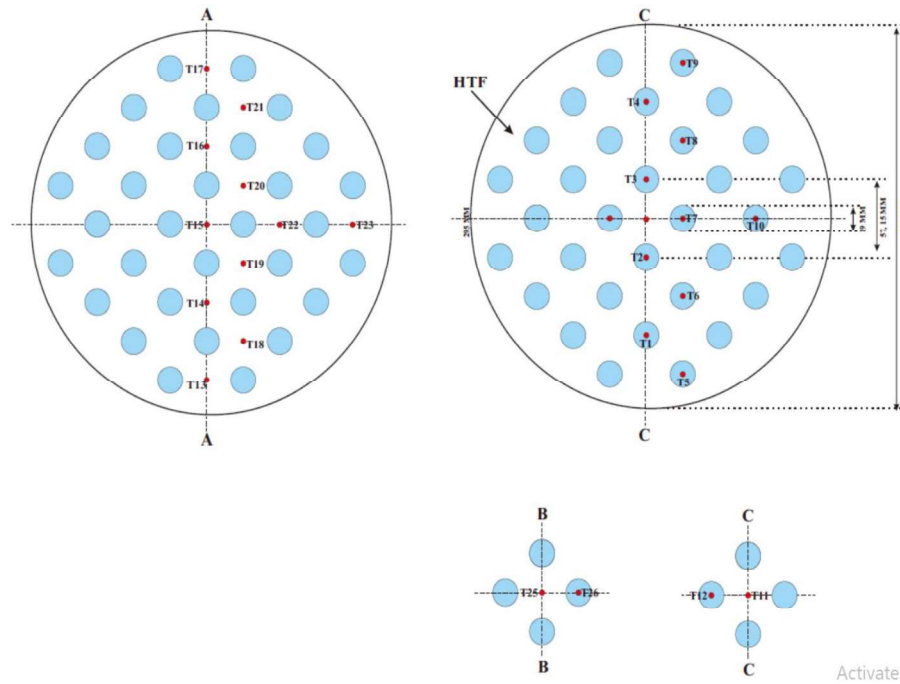 A
C
T17
T9
HTF
T21
T4
T16
T8
T20
T3
T15
T22
T23
295 MM
T7
T10
19 MM
57, 15 MM
T19
T2
T14
T6
T18
T1
T13
T5
A
C
B
C
T25
T26
T12
T11
B
C
Activate